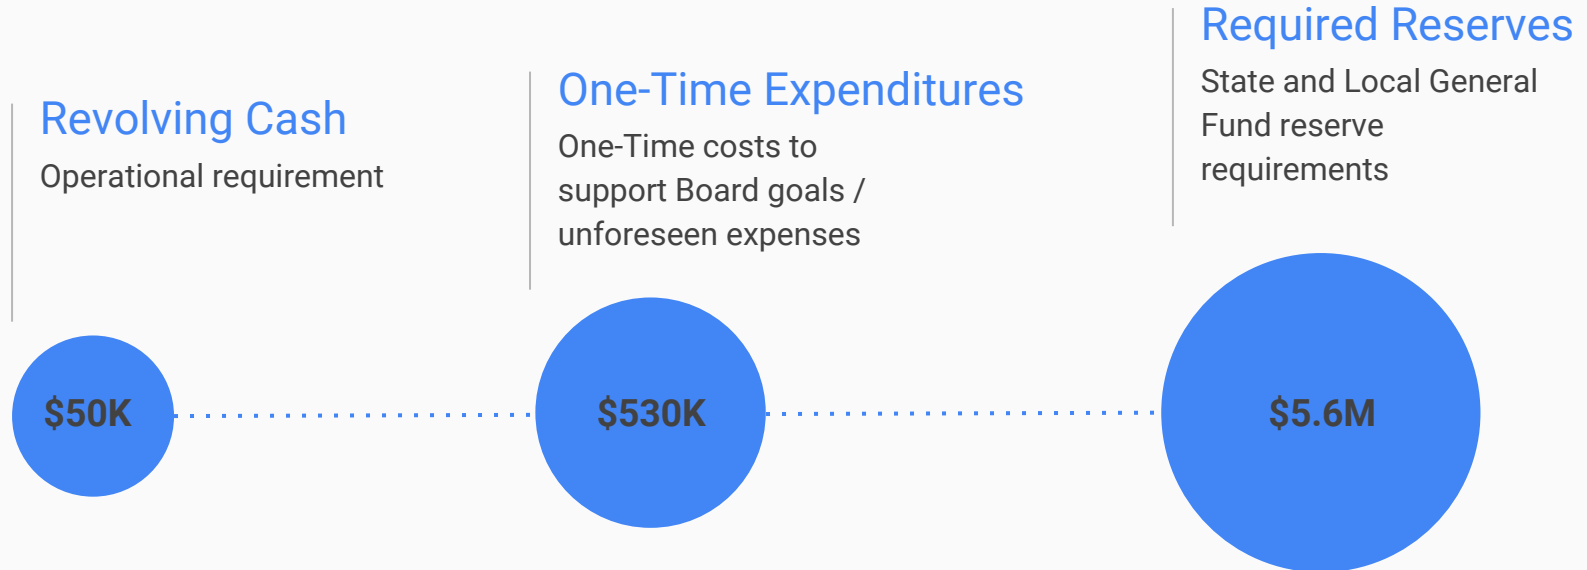 Revolving Cash
Operational requirement
$50K
One-Time Expenditures
One-Time costs to
support Board goals /
unforeseen expenses
$530K
Required Reserves
State and Local General
Fund reserve
requirements
$5.6M